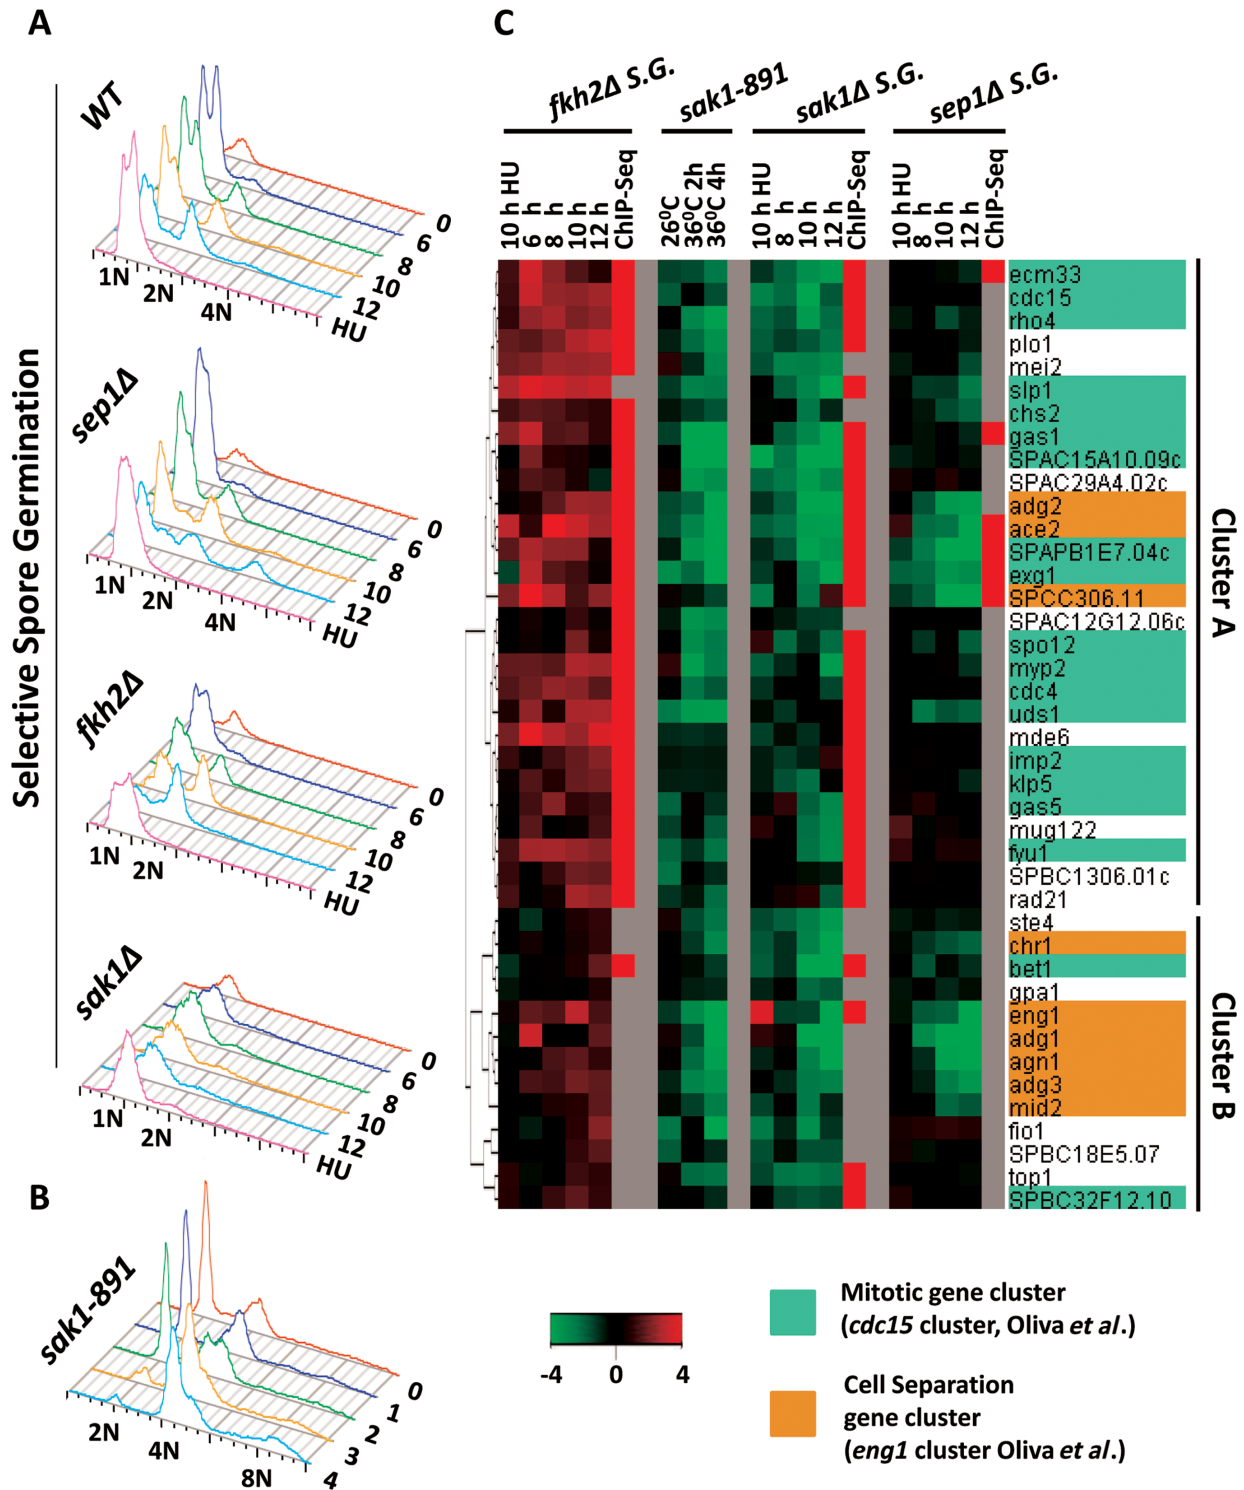 A
Selective Spore Germination
WT
1N
2N
4N
0
6
8
10
12
HU
sep1Δ
1N
2N
4N
0
6
8
10
12
HU
fkh2Δ
1N
2N
0
6
8
10
12
HU
sak1Δ
1N
2N
0
6
8
10
12
HU
B
sak1-891
2N
4N
8N
0
1
2
3
4
C
fkh2Δ S.G.
sak1-891
sak1Δ S.G.
sep1Δ S.G.
10 h HU
6 h
8 h
10 h
12 h
ChIP-Seq
26⁰C
36⁰C 2h
36⁰C 4h
10 h HU
8 h
10 h
12 h
ChIP-Seq
10 h HU
8 h
10 h
12 h
ChIP-Seq
ecm33
cdc15
rho4
plo1
mei2
slp1
chs2
gas1
SPAC15A10.09c
SPAC29A4.02c
adg2
ace2
SPAPB1E7.04c
exg1
SPCC306.11
SPAC12G12.06c
spo12
myp2
cdc4
uds1
mde6
imp2
klp5
gas5
mug122
fyu1
SPBC1306.01c
rad21
ste4
chr1
bet1
gpa1
eng1
adg1
agn1
adg3
mid2
fio1
SPBC18E5.07
top1
SPBC32F12.10
Cluster A
Cluster B
-4
0
4
Mitotic gene cluster
(cdc15 cluster, Oliva et al.)
Cell Separation
gene cluster
(eng1 cluster Oliva et al.)